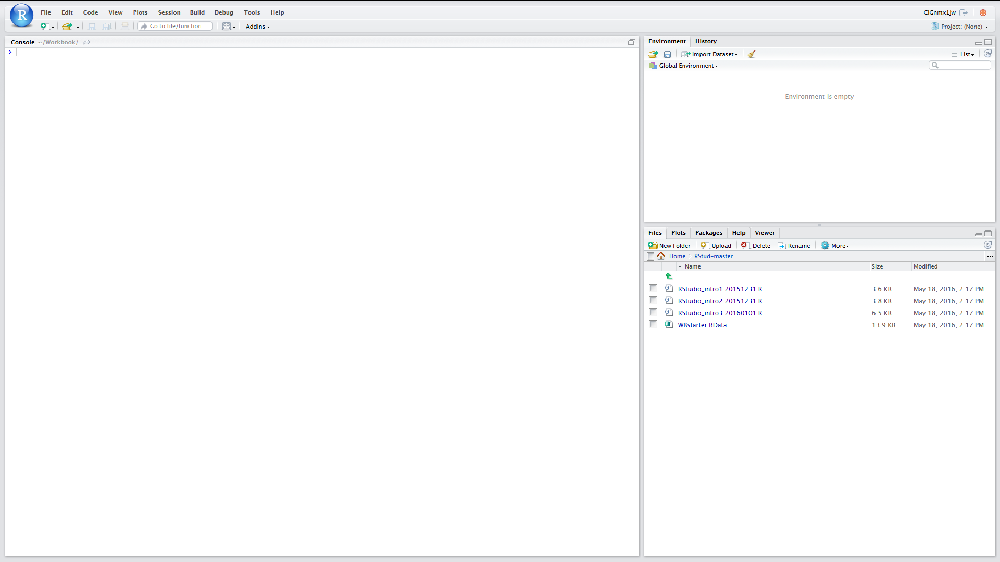 R File Edit Code View Plots Session Build Debug Tools Help CIGnmx1jw
Go to file/function Addins Project: (None)
Console ~/Workbook/
>
Environment History
Import Dataset List
Global Environment
Environment is empty
Files Plots Packages Help Viewer
New Folder Upload Delete Rename More
Home RStud-master ...
Name Size Modified
..
RStudio_intro1 20151231.R 3.6 KB May 18, 2016, 2:17 PM
RStudio_intro2 20151231.R 3.8 KB May 18, 2016, 2:17 PM
RStudio_intro3 20160101.R 6.5 KB May 18, 2016, 2:17 PM
WBstarter.RData 13.9 KB May 18, 2016, 2:17 PM